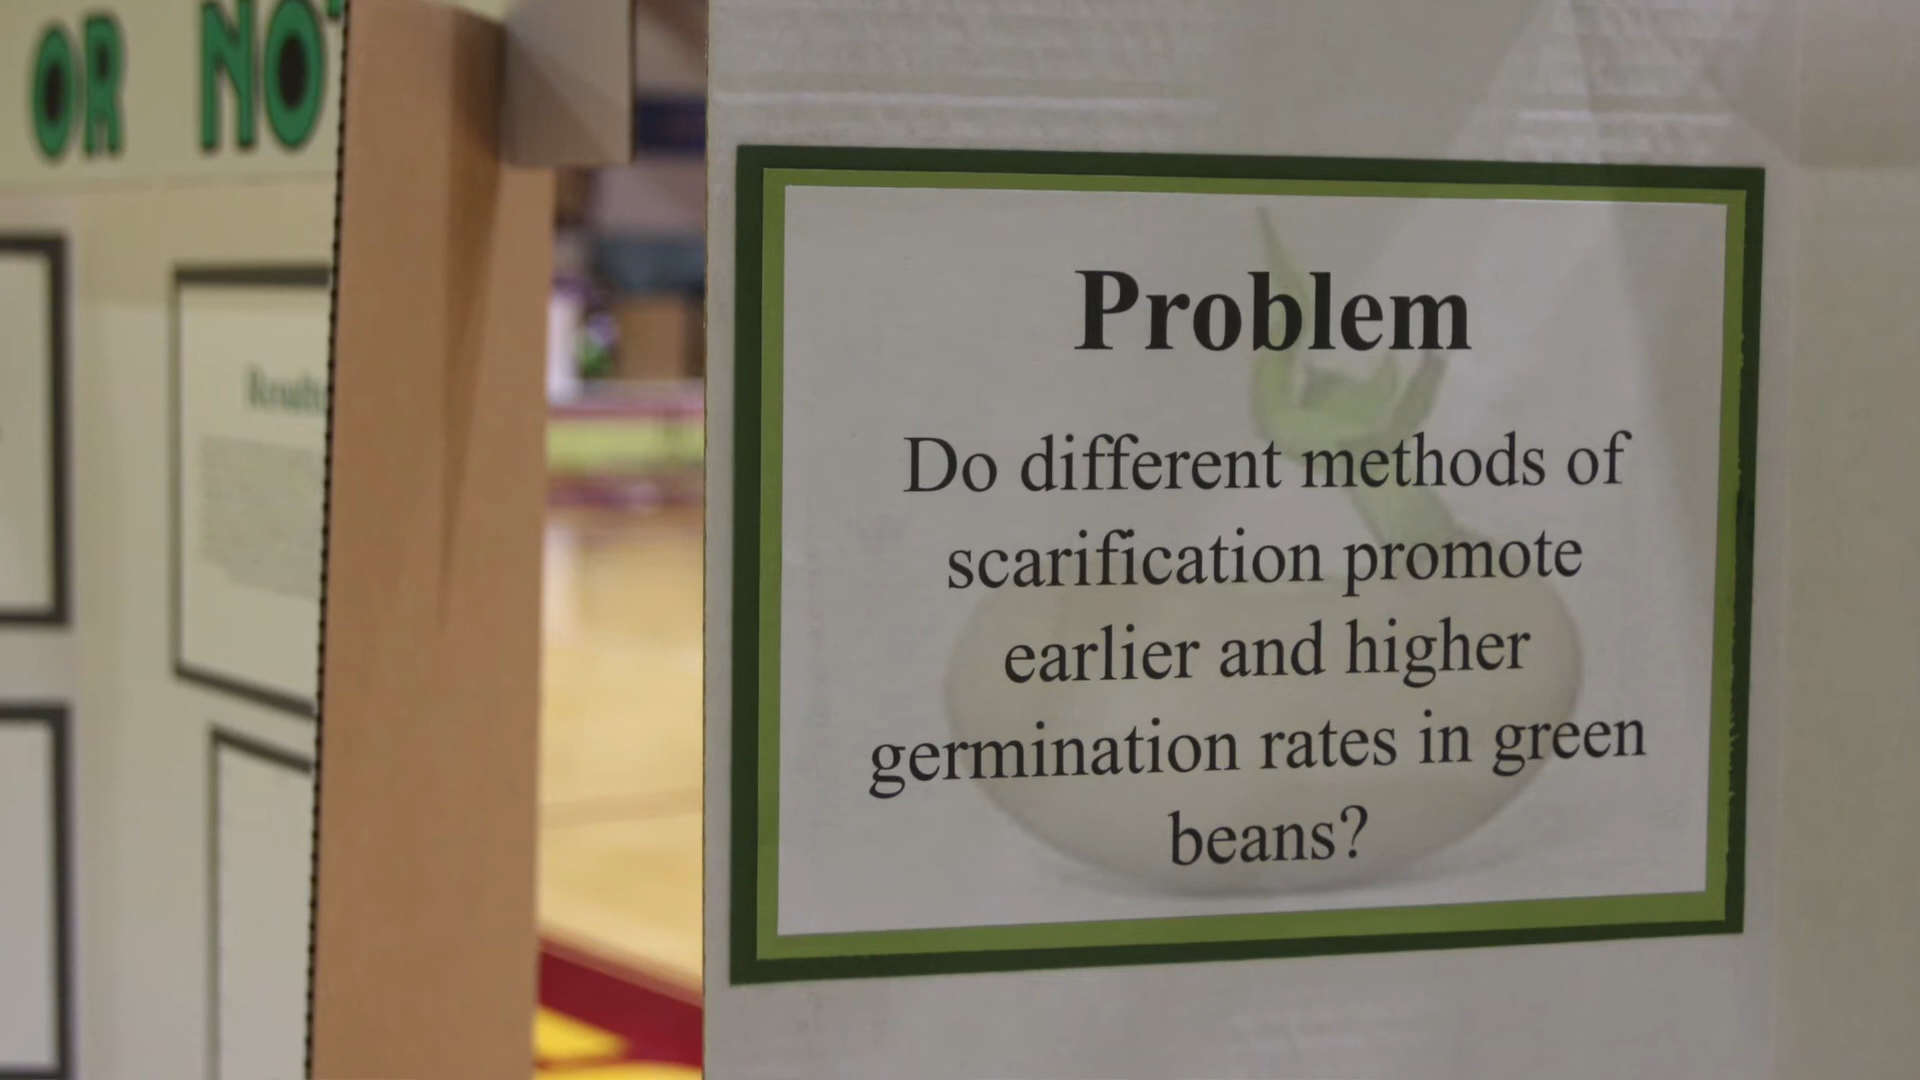 OR NO
Problem
Do different methods of
scarification promote
earlier and higher
germination rates in green
beans?